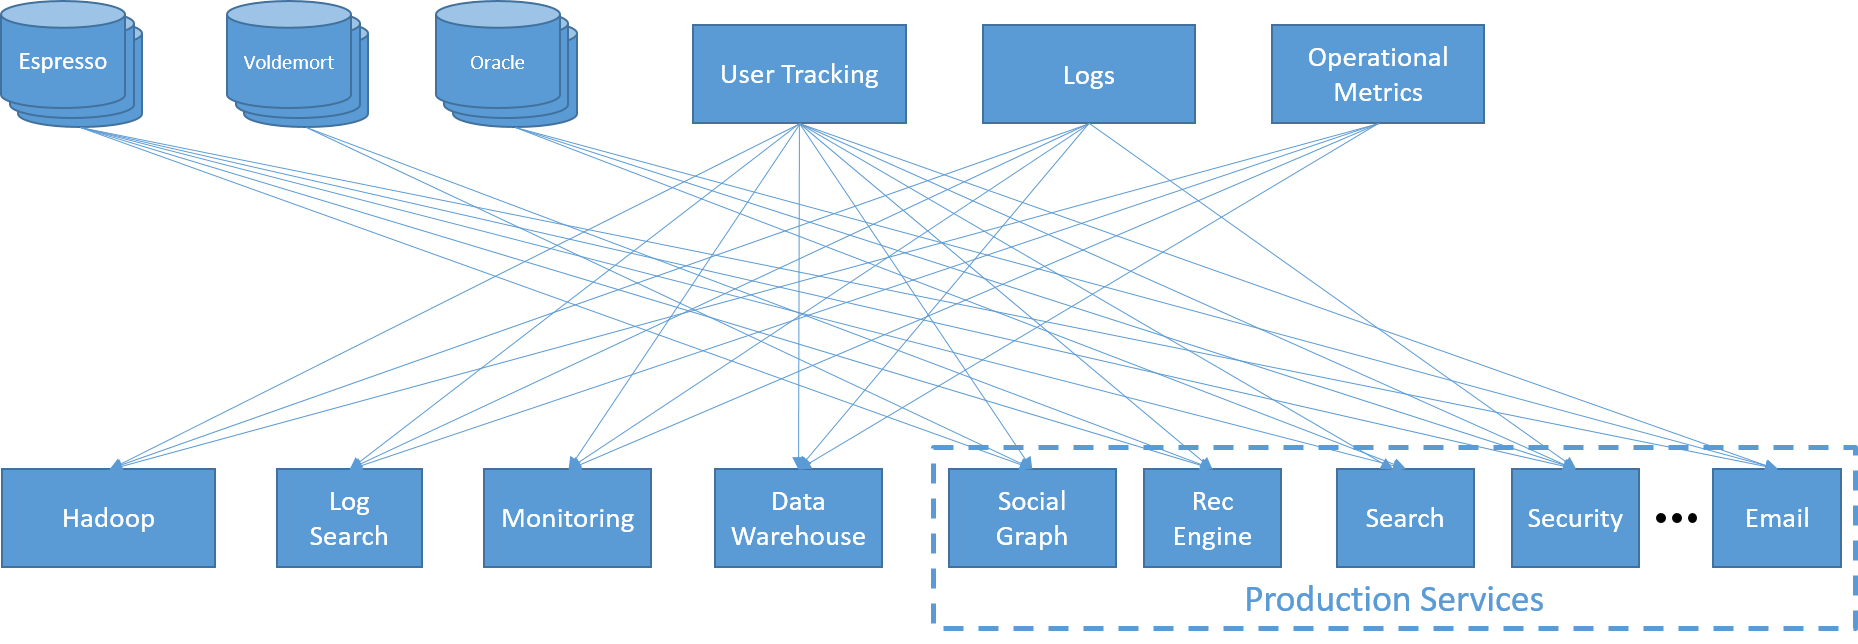 Espresso
Voldemort
Oracle
User Tracking
Logs
Operational
Metrics
Hadoop
Log
Search
Monitoring
Data
Warehouse
Social
Graph
Rec
Engine
Search
Security
•••
Email
Production Services